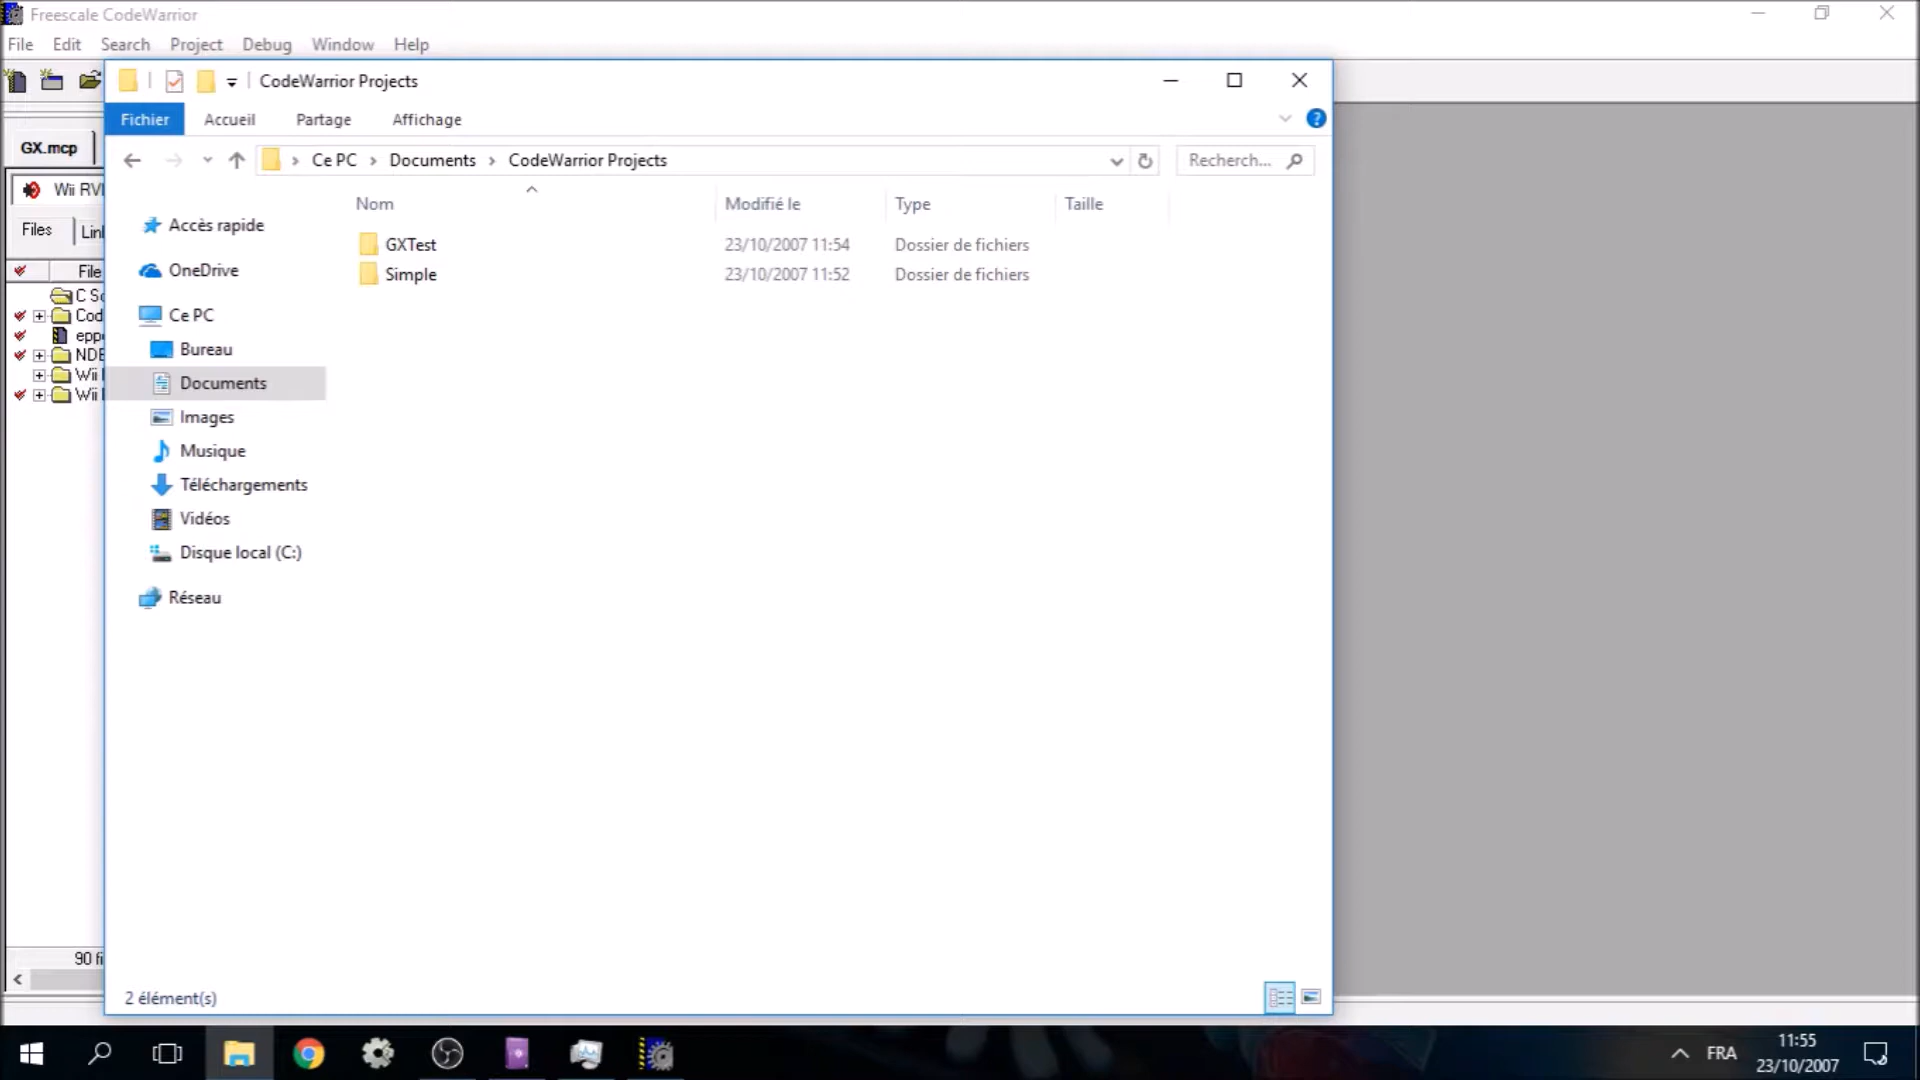 Freescale CodeWarrior
File Edit Search Project Debug Window Help
CodeWarrior Projects
Fichier Accueil Partage Affichage
GX.mcp
Ce PC > Documents > CodeWarrior Projects
Recherch...
Wii RVL
Files
Nom Modifié le Type Taille
Accès rapide
GXTest 23/10/2007 11:54 Dossier de fichiers
Simple 23/10/2007 11:52 Dossier de fichiers
File
OneDrive
Ce PC
Bureau
Documents
Images
Musique
Téléchargements
Vidéos
Disque local (C:)
Réseau
Wii
Wii
2 élément(s)
11:55
FRA
23/10/2007